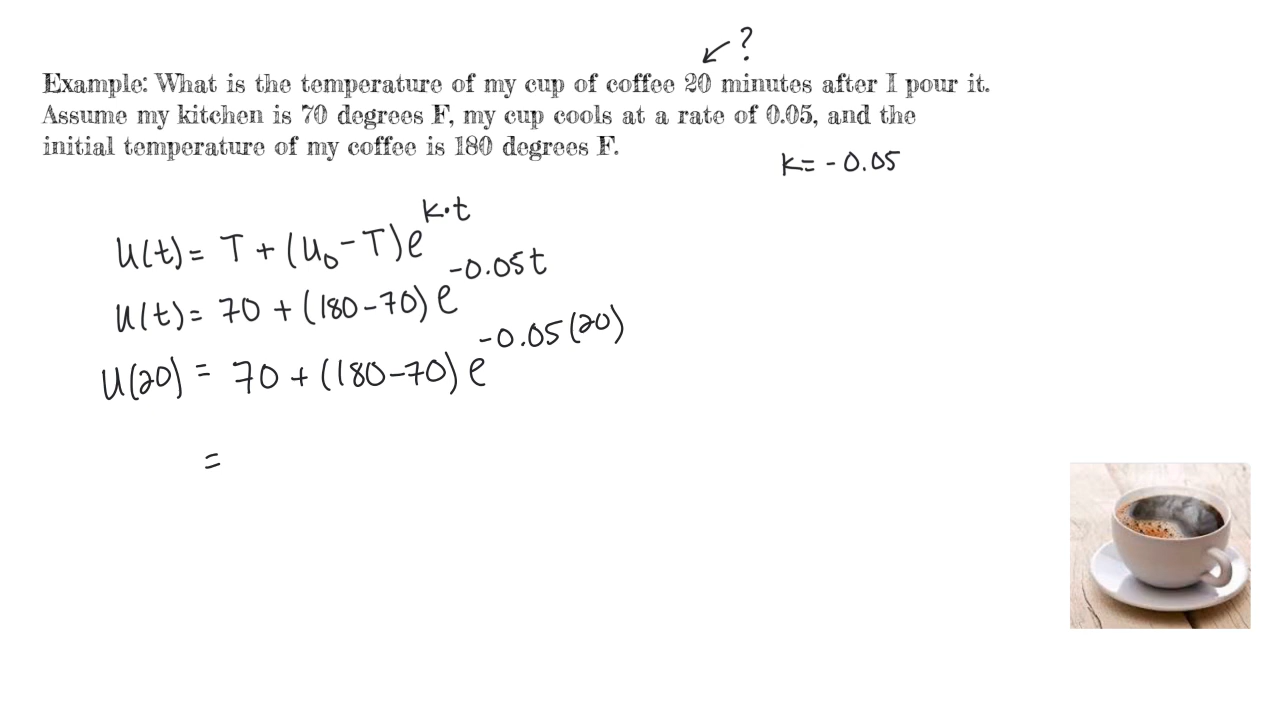 ?
Example: What is the temperature of my cup of coffee 20 minutes after I pour it.
Assume my kitchen is 70 degrees F, my cup cools at a rate of 0.05, and the
initial temperature of my coffee is 180 degrees F.
k = -0.05
u(t) = T + (u₀ - T)e^k·t
u(t) = 70 + (180-70) e^-0.05t
u(20) = 70 + (180-70) e^-0.05(20)
=